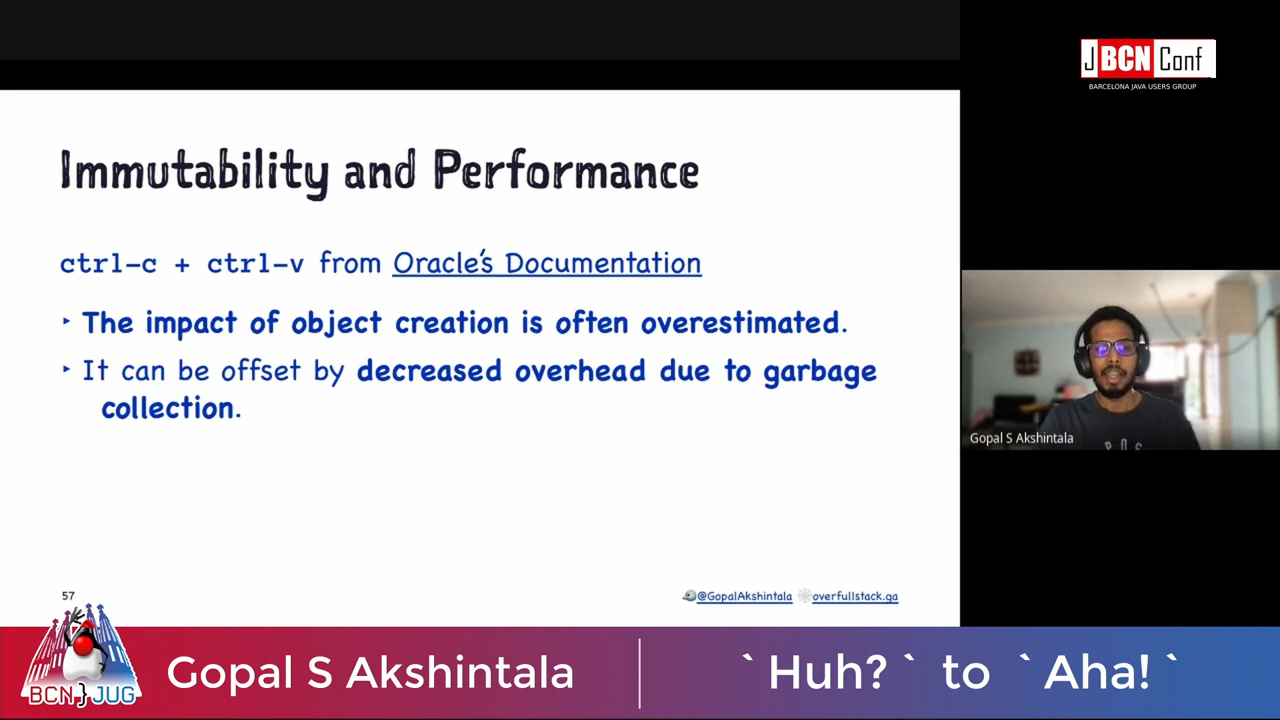 J BCN Conf
BARCELONA JAVA USERS GROUP
Immutability and Performance
ctrl-c + ctrl-v from Oracle's Documentation
‣ The impact of object creation is often overestimated.
‣ It can be offset by decreased overhead due to garbage
collection.
Gopal S Akshintala
57
@GopalAkshintala overfullstack.ga
BCN } JUG
Gopal S Akshintala
`Huh?` to `Aha!`